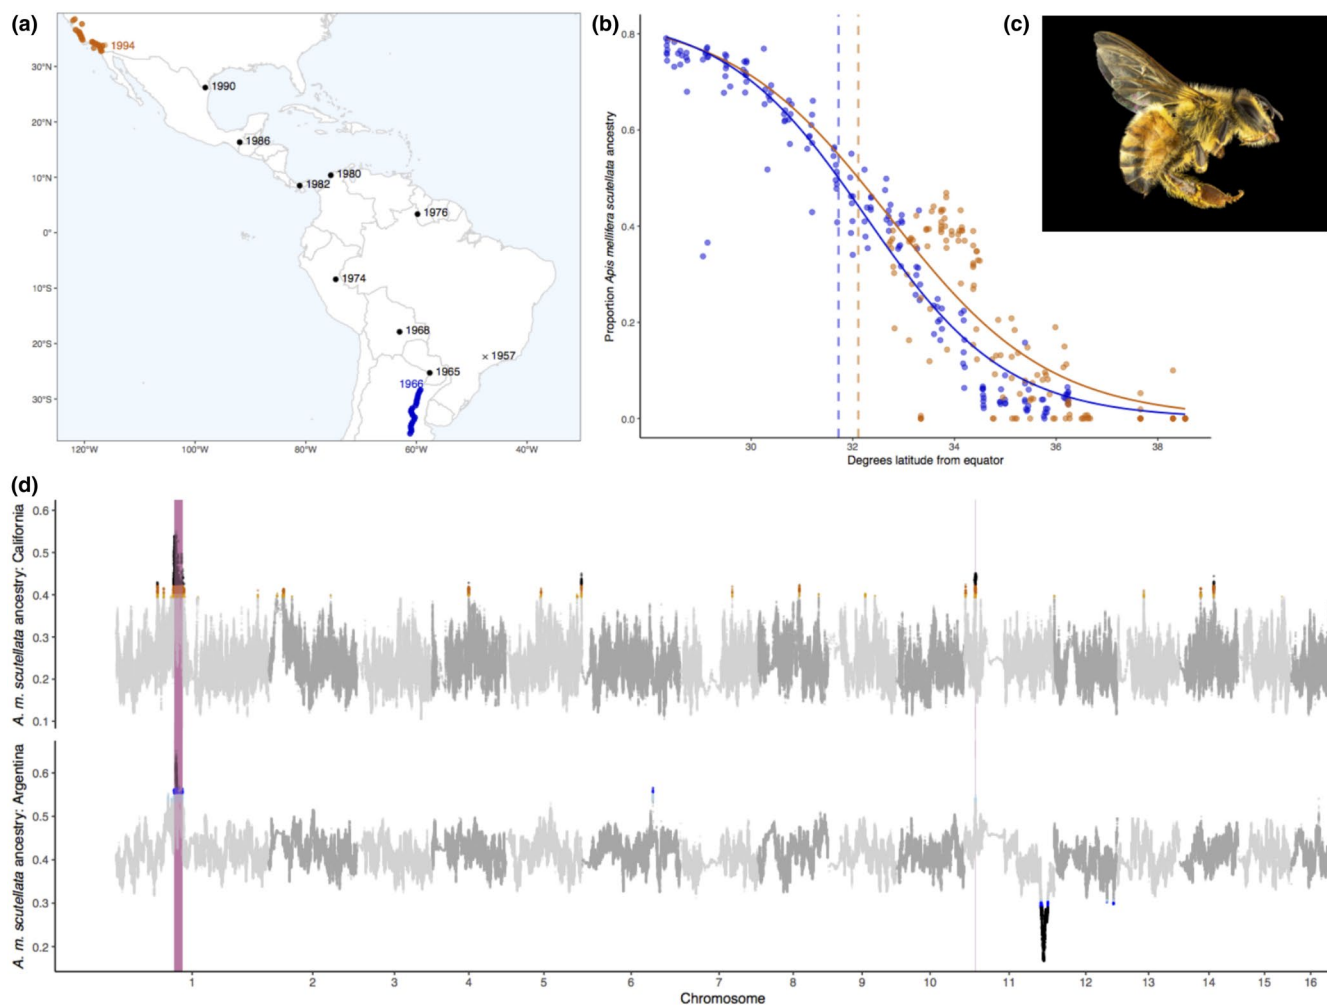 (a)
1994
30°N
1990
20°N
1986
10°N
1982
1980
1976
0°
1974
10°S
1968
20°S
1957
1965
1966
30°S
120°W
100°W
80°W
60°W
40°W
(b)
0.8
0.6
0.4
0.2
0.0
Proportion Apis mellifera scutellata ancestry
30
32
34
36
38
Degrees latitude from equator
(c)
(d)
A. m. scutellata ancestry: California
0.6
0.5
0.4
0.3
0.2
0.1
A. m. scutellata ancestry: Argentina
0.6
0.5
0.4
0.3
0.2
1
2
3
4
5
6
7
8
9
10
11
12
13
14
15
16
Chromosome